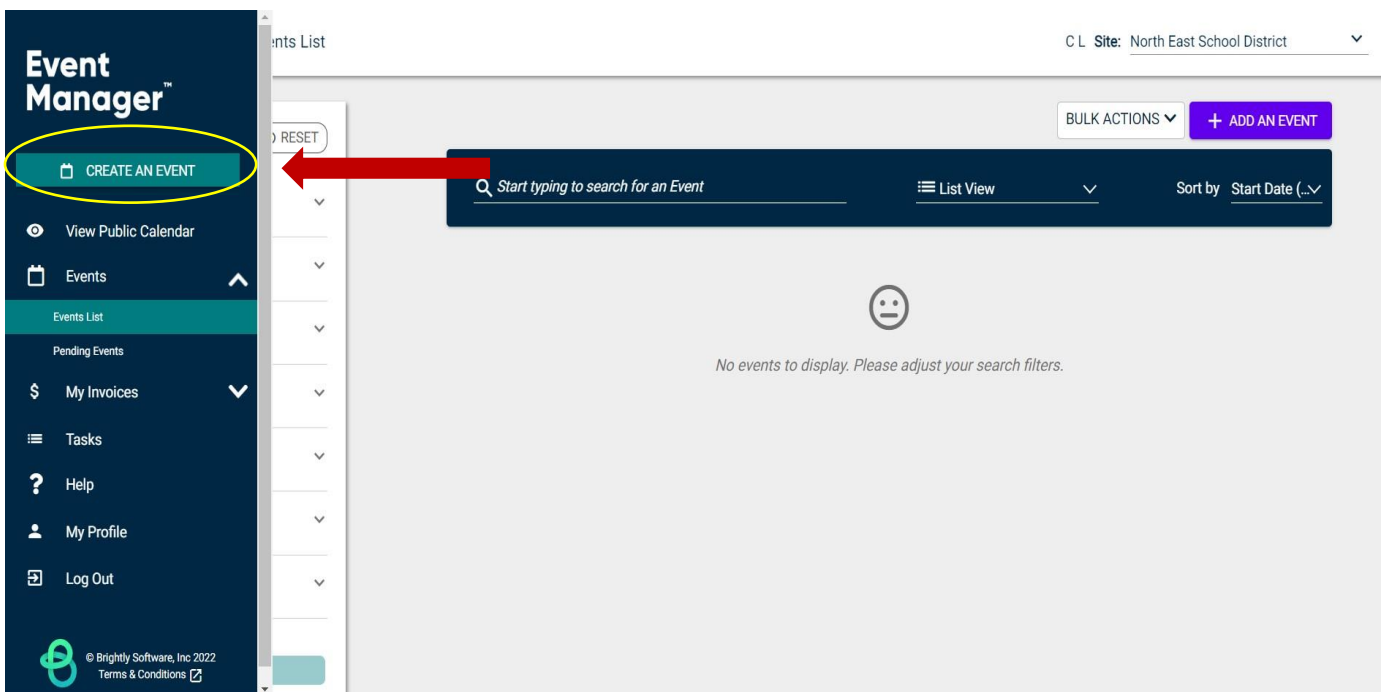 Event
Manager™
CREATE AN EVENT
View Public Calendar
Events
Events List
Pending Events
$ My Invoices
Tasks
? Help
My Profile
Log Out
© Brightly Software, Inc 2022
Terms & Conditions
List
C L Site: North East School District
RESET
BULK ACTIONS
+ ADD AN EVENT
Start typing to search for an Event
List View
Sort by Start Date (...
No events to display. Please adjust your search filters.